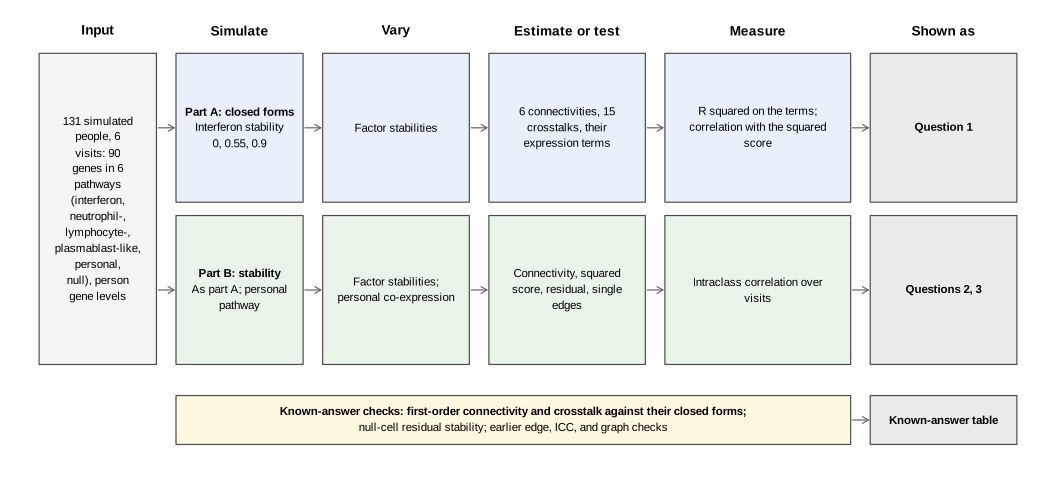 Input
Simulate
Vary
Estimate or test
Measure
Shown as
131 simulated
people, 6
visits: 90
genes in 6
pathways
(interferon,
neutrophil-,
lymphocyte-,
plasmablast-like,
personal,
null), person
gene levels
Part A: closed forms
Interferon stability
0, 0.55, 0.9
Factor stabilities
6 connectivities, 15
crosstalks, their
expression terms
R squared on the terms;
correlation with the squared
score
Question 1
Part B: stability
As part A; personal
pathway
Factor stabilities;
personal co-expression
Connectivity, squared
score, residual, single
edges
Intraclass correlation over
visits
Questions 2, 3
Known-answer checks: first-order connectivity and crosstalk against their closed forms;
null-cell residual stability; earlier edge, ICC, and graph checks
Known-answer table